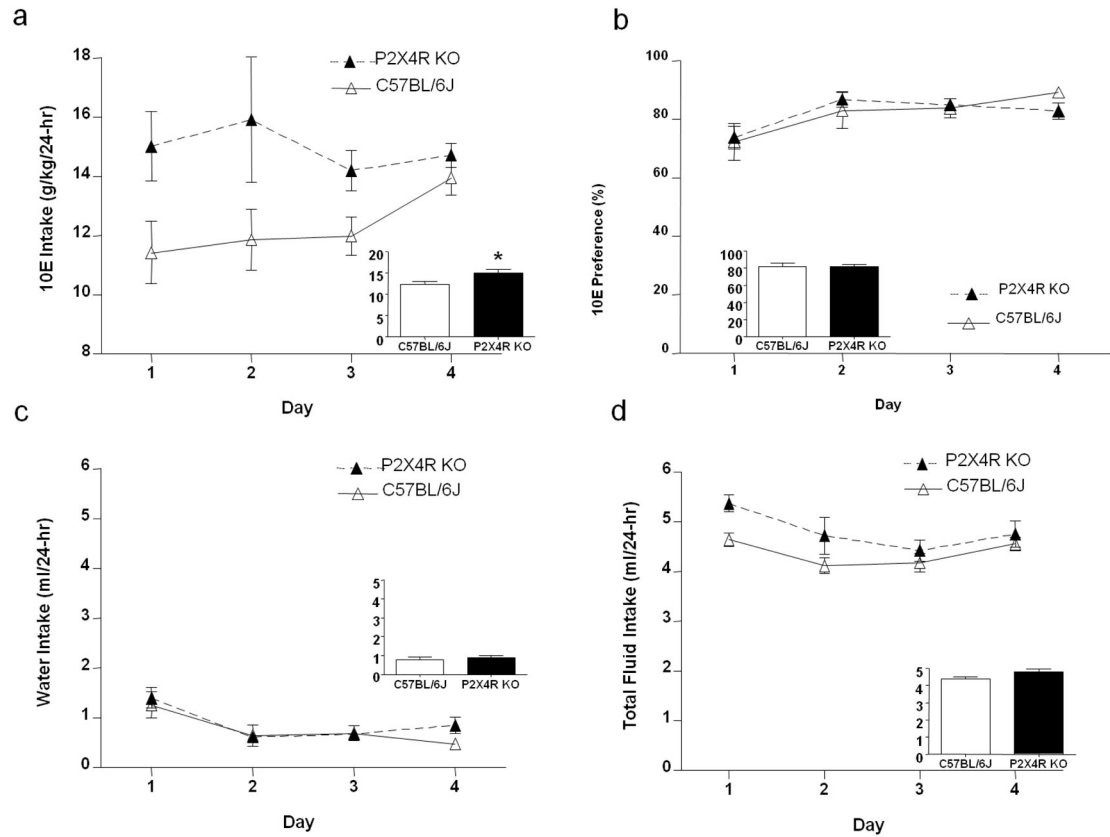 a
10E Intake (g/kg/24-hr)
18
16
14
12
10
8
P2X4R KO
C57BL/6J
20
15
10
5
0
*
C57BL/6J P2X4R KO
1 2 3 4
Day
b
10E Preference (%)
100
80
60
40
20
0
100
80
60
40
20
0
C57BL/6J P2X4R KO
P2X4R KO
C57BL/6J
1 2 3 4
Day
c
Water Intake (ml/24-hr)
6
5
4
3
2
1
0
P2X4R KO
C57BL/6J
5
4
3
2
1
0
C57BL/6J P2X4R KO
1 2 3 4
Day
d
Total Fluid Intake (ml/24-hr)
6
5
4
3
2
1
0
P2X4R KO
C57BL/6J
5
4
3
2
1
0
C57BL/6J P2X4R KO
1 2 3 4
Day